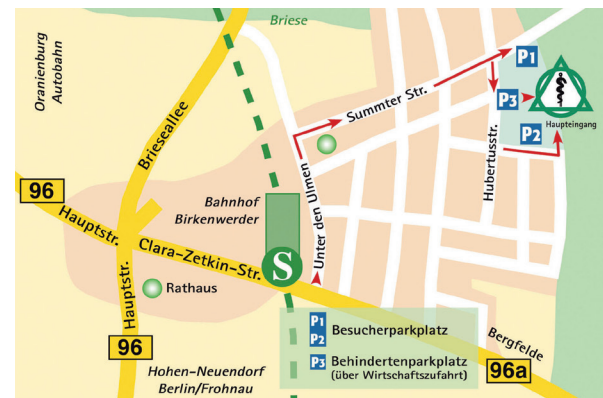 Briese
Oranienburg
Autobahn
Brieseallee
Summter Str.
P1
P3
Haupteingang
P2
Hubertusstr.
96
Hauptstr.
Bahnhof
Birkenwerder
Unter den Ulmen
Clara-Zetkin-Str.
S
Rathaus
Hauptstr.
96
Hohen-Neuendorf
Berlin/Frohnau
P1
P2
Besucherparkplatz
P3
Behindertenparkplatz
(über Wirtschaftszufahrt)
Bergfelde
96a